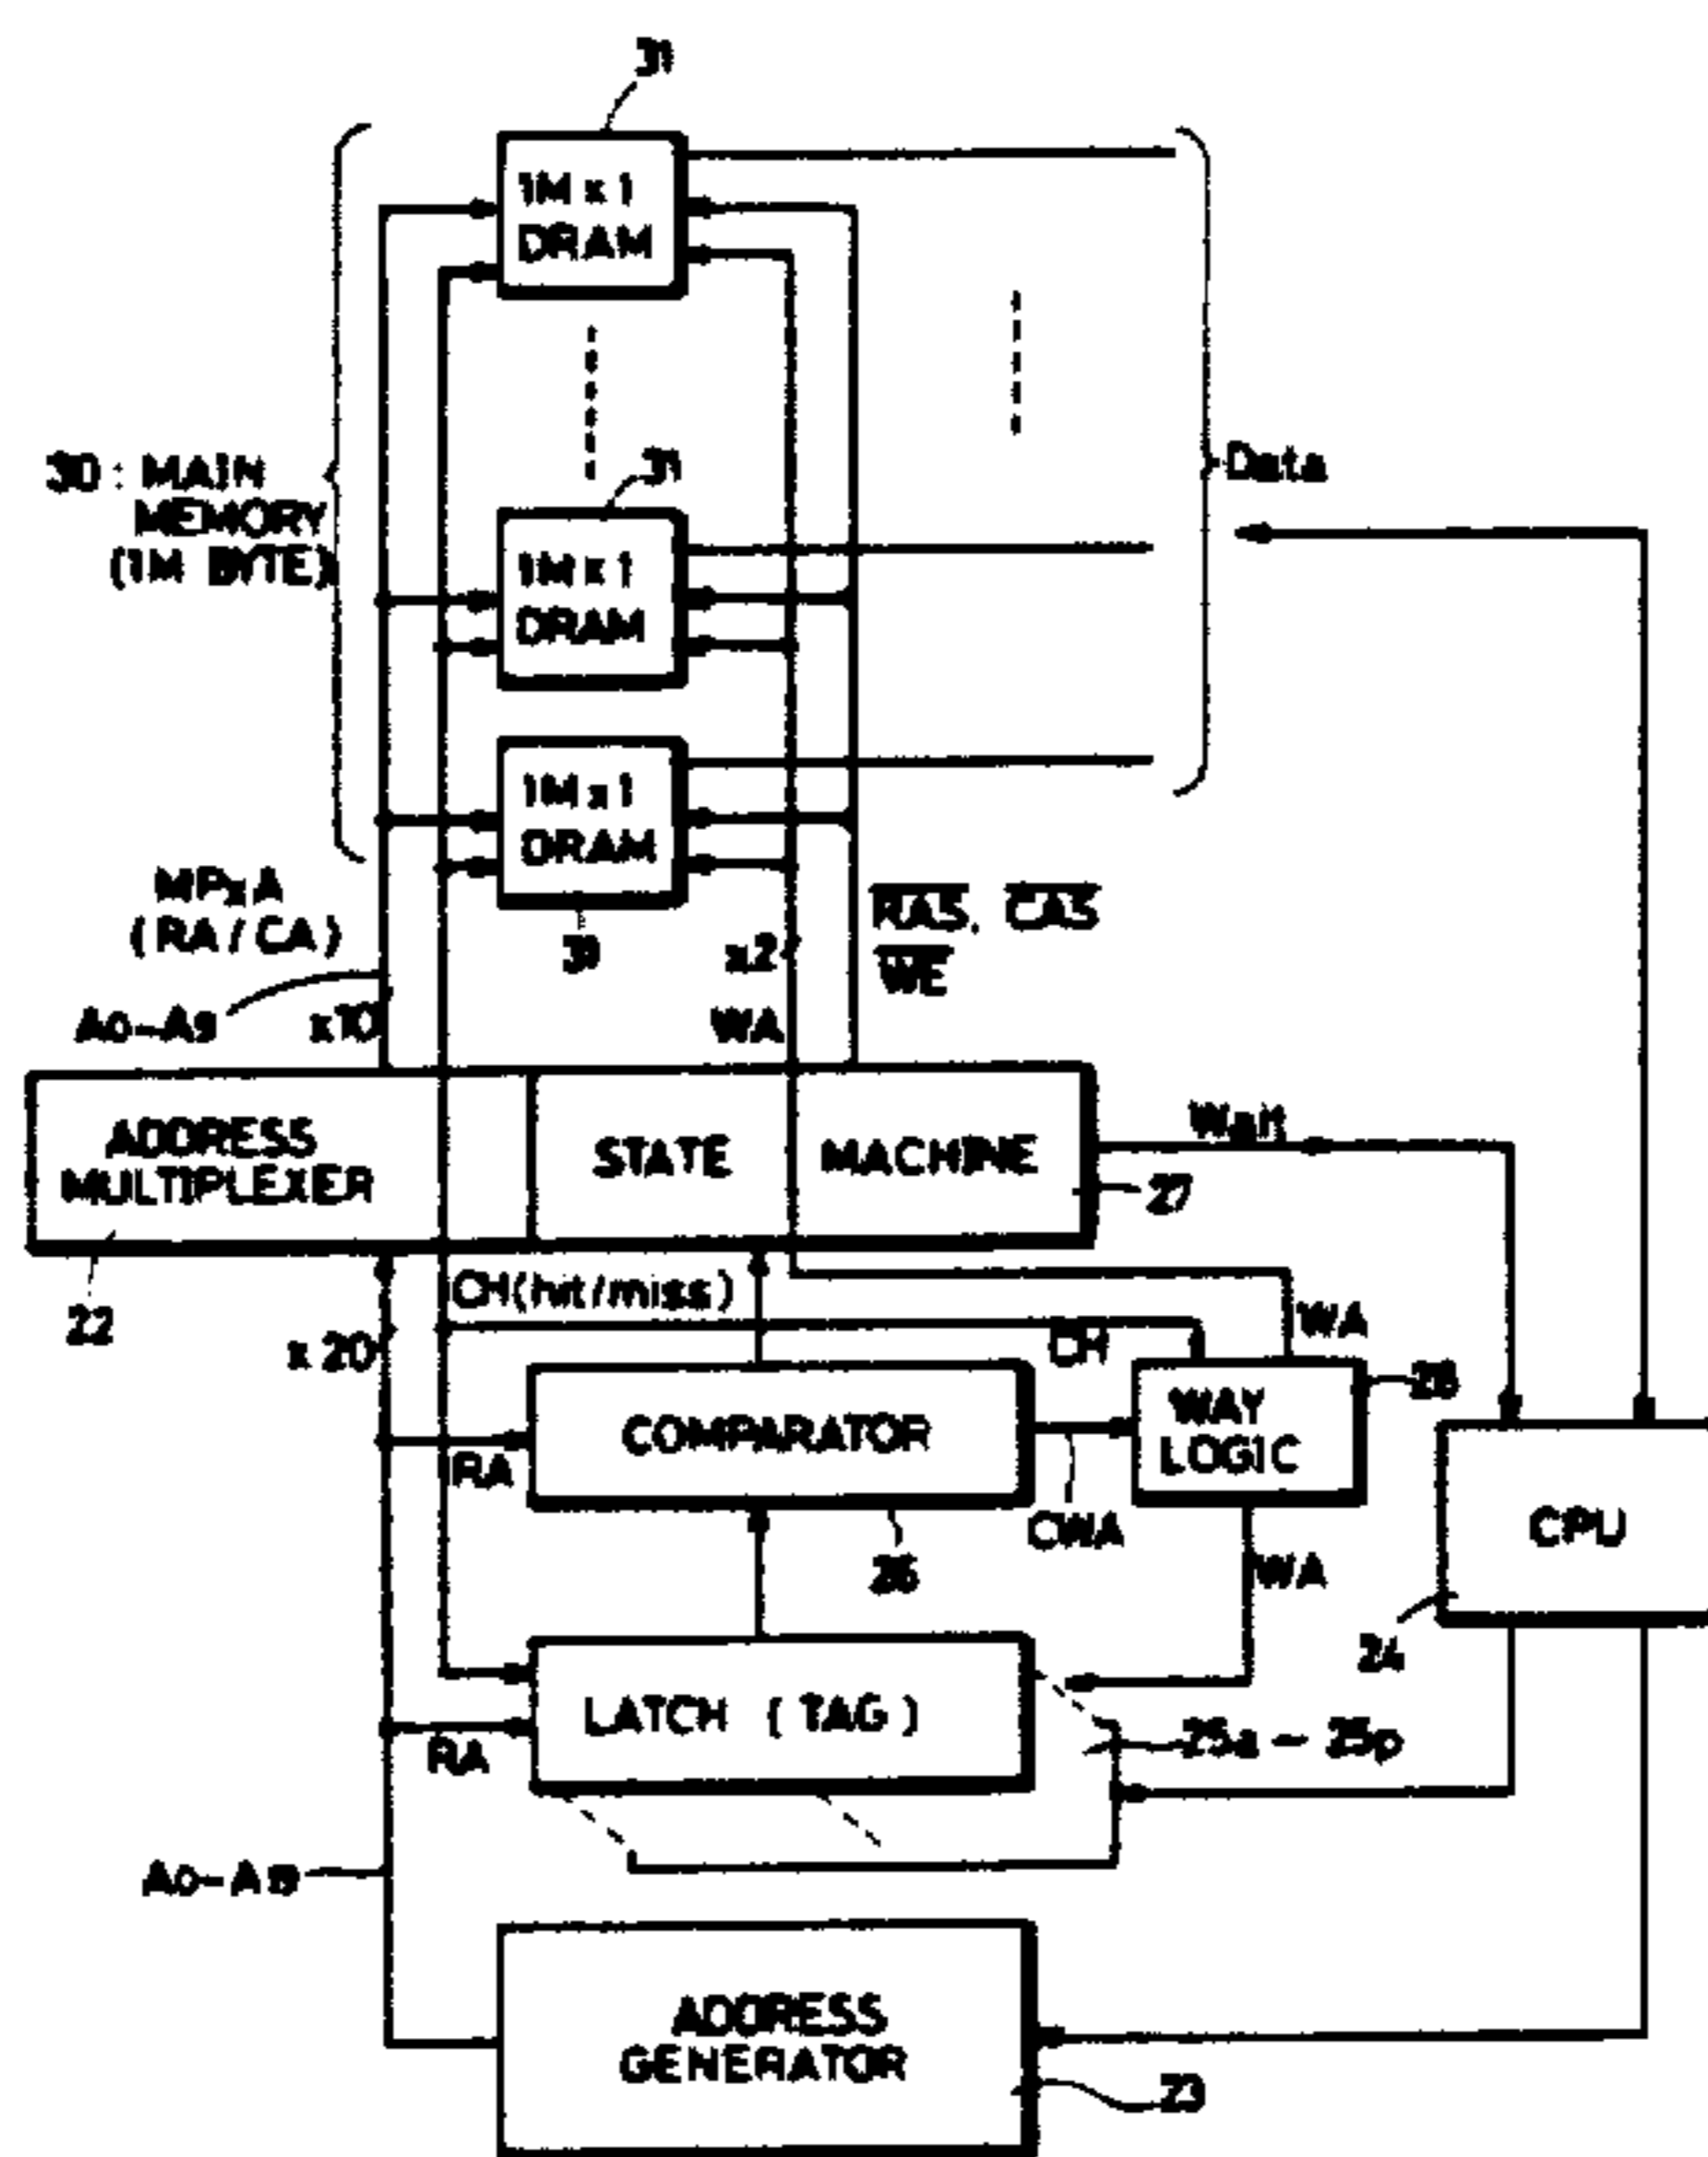 31
1M x 1
DRAM
31
30 : MAIN
MEMORY
(1M BYTE)
Data
1M x 1
DRAM
1M x 1
DRAM
MPxA
(RA/CA)
RAS, CAS
WE
31
x2
A0-A9
x10
WA
ADDRESS
MULTIPLEXER
STATE
MACHINE
Wait
27
22
CH(hit/miss)
x 20
CH
WA
COMPARATOR
WAY
LOGIC
RA
CWA
26
WA
CPU
24
LATCH ( TAG )
RA
25a - 25p
A0-A19
ADDRESS
GENERATOR
23